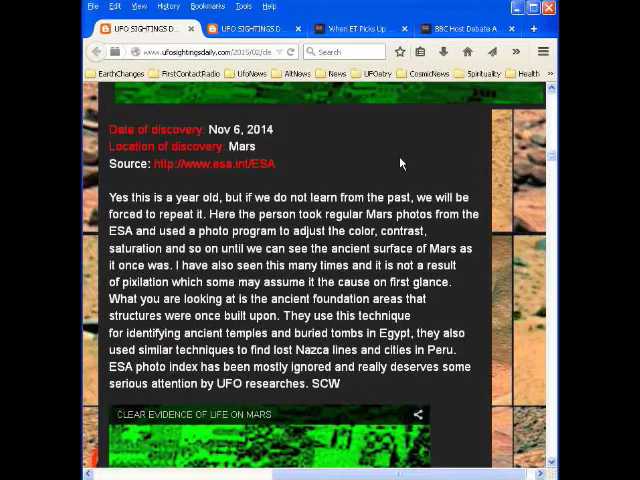 File Edit View History Bookmarks Tools Help
UFO SIGHTINGS D... UFO SIGHTINGS D... When ET Picks Up ... BBC Host Debate A...
www.ufosightingsdaily.com/2015/02/de Search
EarthChanges FirstContactRadio UfoNews AltNews News UFOetry CosmicNews Spirituality Health
Date of discovery: Nov 6, 2014
Location of discovery: Mars
Source: http://www.esa.int/ESA
Yes this is a year old, but if we do not learn from the past, we will be
forced to repeat it. Here the person took regular Mars photos from the
ESA and used a photo program to adjust the color, contrast,
saturation and so on until we can see the ancient surface of Mars as
it once was. I have also seen this many times and it is not a result
of pixilation which some may assume it the cause on first glance.
What you are looking at is the ancient foundation areas that
structures were once built upon. They use this technique
for identifying ancient temples and buried tombs in Egypt, they also
used similar techniques to find lost Nazca lines and cities in Peru.
ESA photo index has been mostly ignored and really deserves some
serious attention by UFO researches. SCW
CLEAR EVIDENCE OF LIFE ON MARS